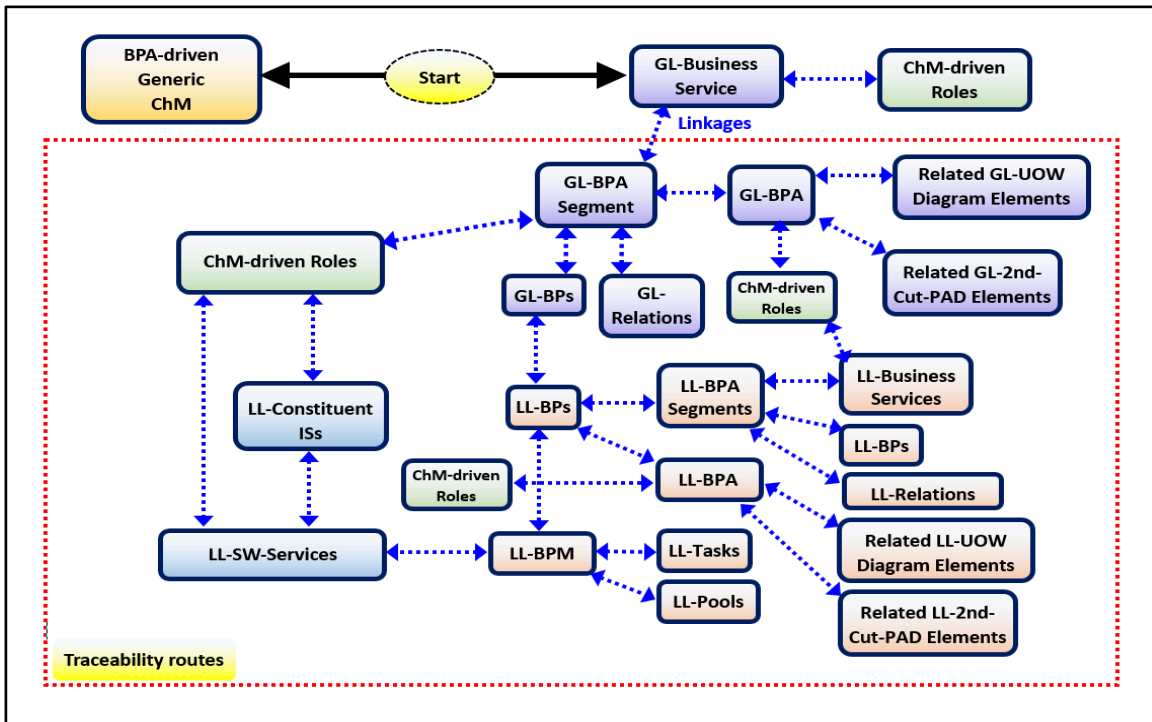 BPA-driven
Generic
ChM
Start
GL-Business
Service
ChM-driven
Roles
Linkages
GL-BPA
Segment
GL-BPA
Related GL-UOW
Diagram Elements
ChM-driven Roles
GL-BPs
GL-
Relations
ChM-driven
Roles
Related GL-2nd-
Cut-PAD Elements
LL-Constituent
ISs
LL-BPs
LL-BPA
Segments
LL-Business
Services
LL-BPs
ChM-driven
Roles
LL-BPA
LL-Relations
LL-SW-Services
LL-BPM
LL-Tasks
Related LL-UOW
Diagram Elements
LL-Pools
Related LL-2nd-
Cut-PAD Elements
Traceability routes